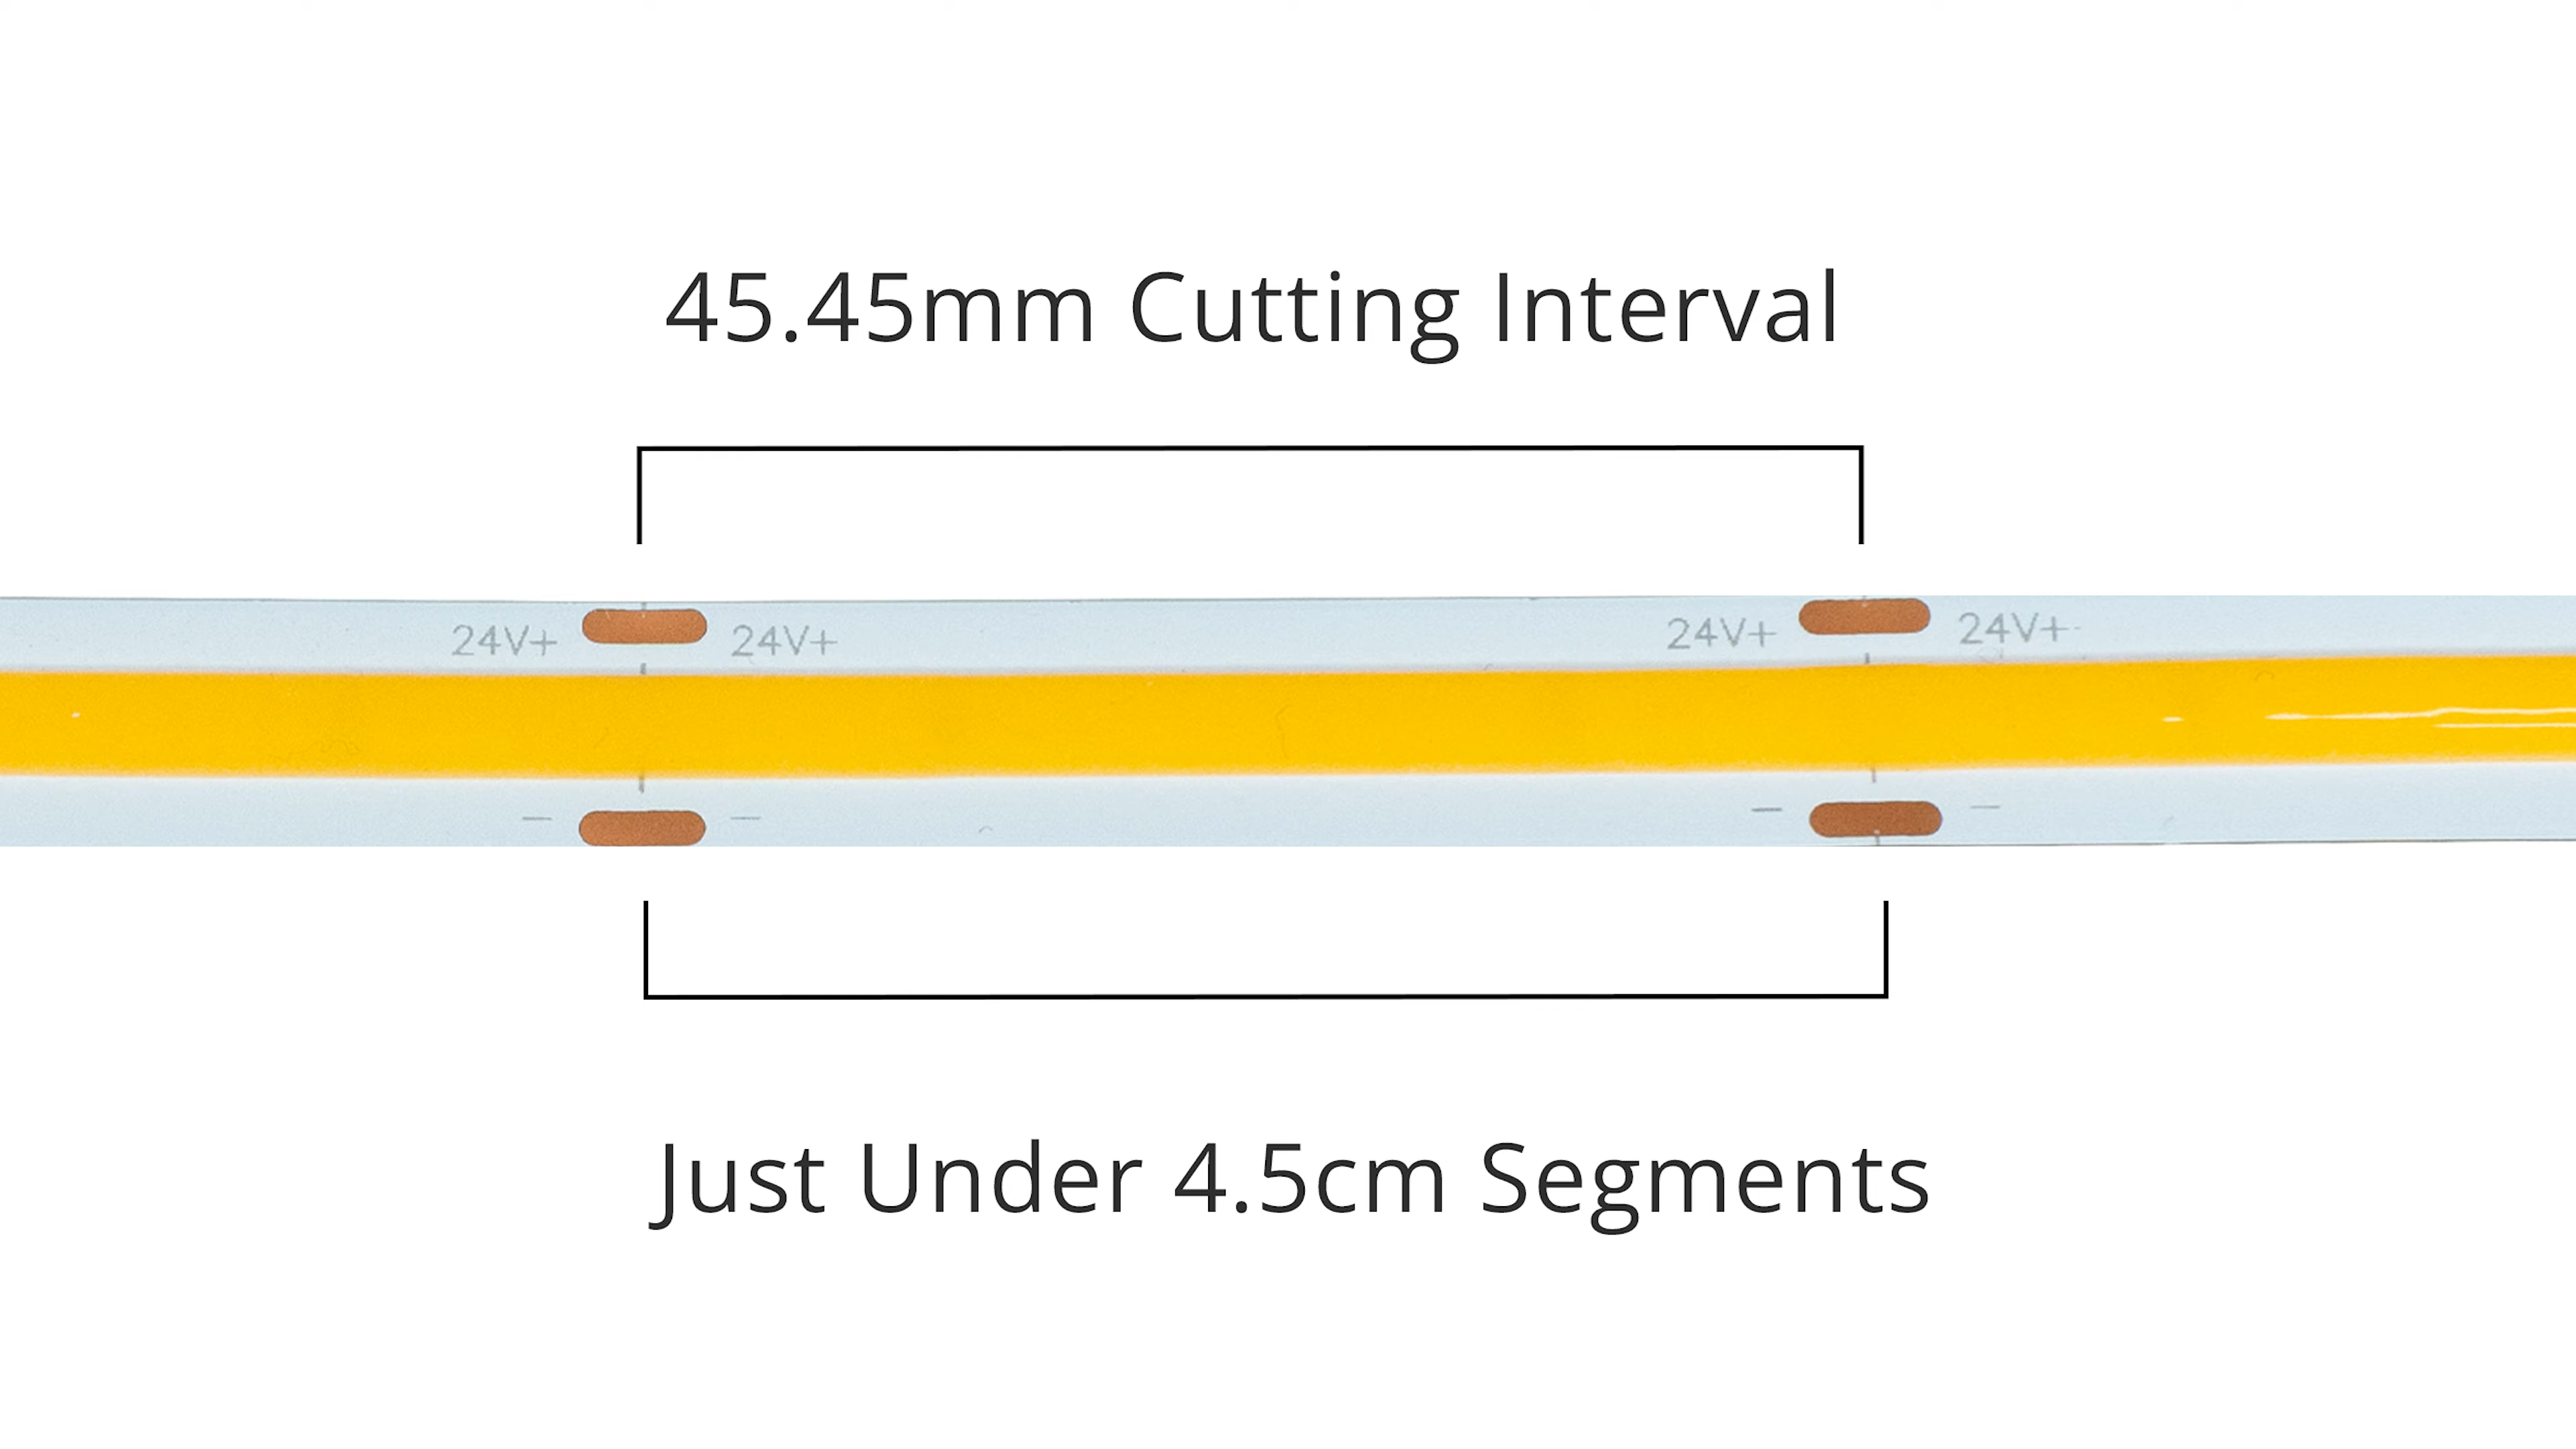 45.45mm Cutting Interval
24V+ 24V+ 24V+ 24V+
- - - -
Just Under 4.5cm Segments